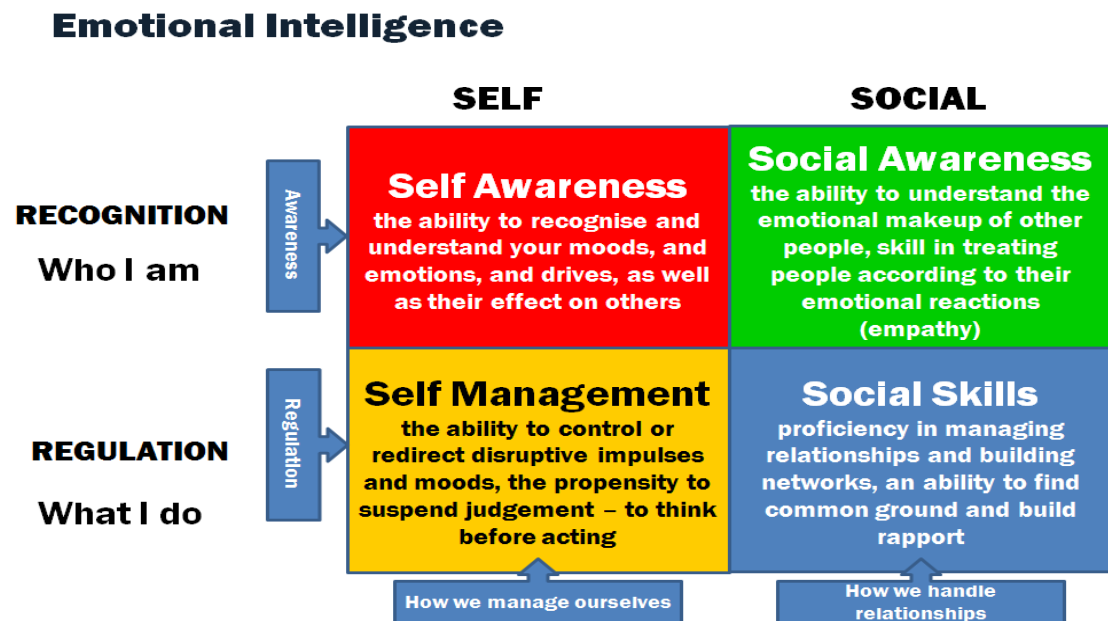 Emotional Intelligence
SELF
SOCIAL
RECOGNITION
Who I am
Awareness
Self Awareness
the ability to recognise and
understand your moods, and
emotions, and drives, as well
as their effect on others
Social Awareness
the ability to understand the
emotional makeup of other
people, skill in treating
people according to their
emotional reactions
(empathy)
REGULATION
What I do
Regulation
Self Management
the ability to control or
redirect disruptive impulses
and moods, the propensity to
suspend judgement – to think
before acting
Social Skills
proficiency in managing
relationships and building
networks, an ability to find
common ground and build
rapport
How we manage ourselves
How we handle
relationships